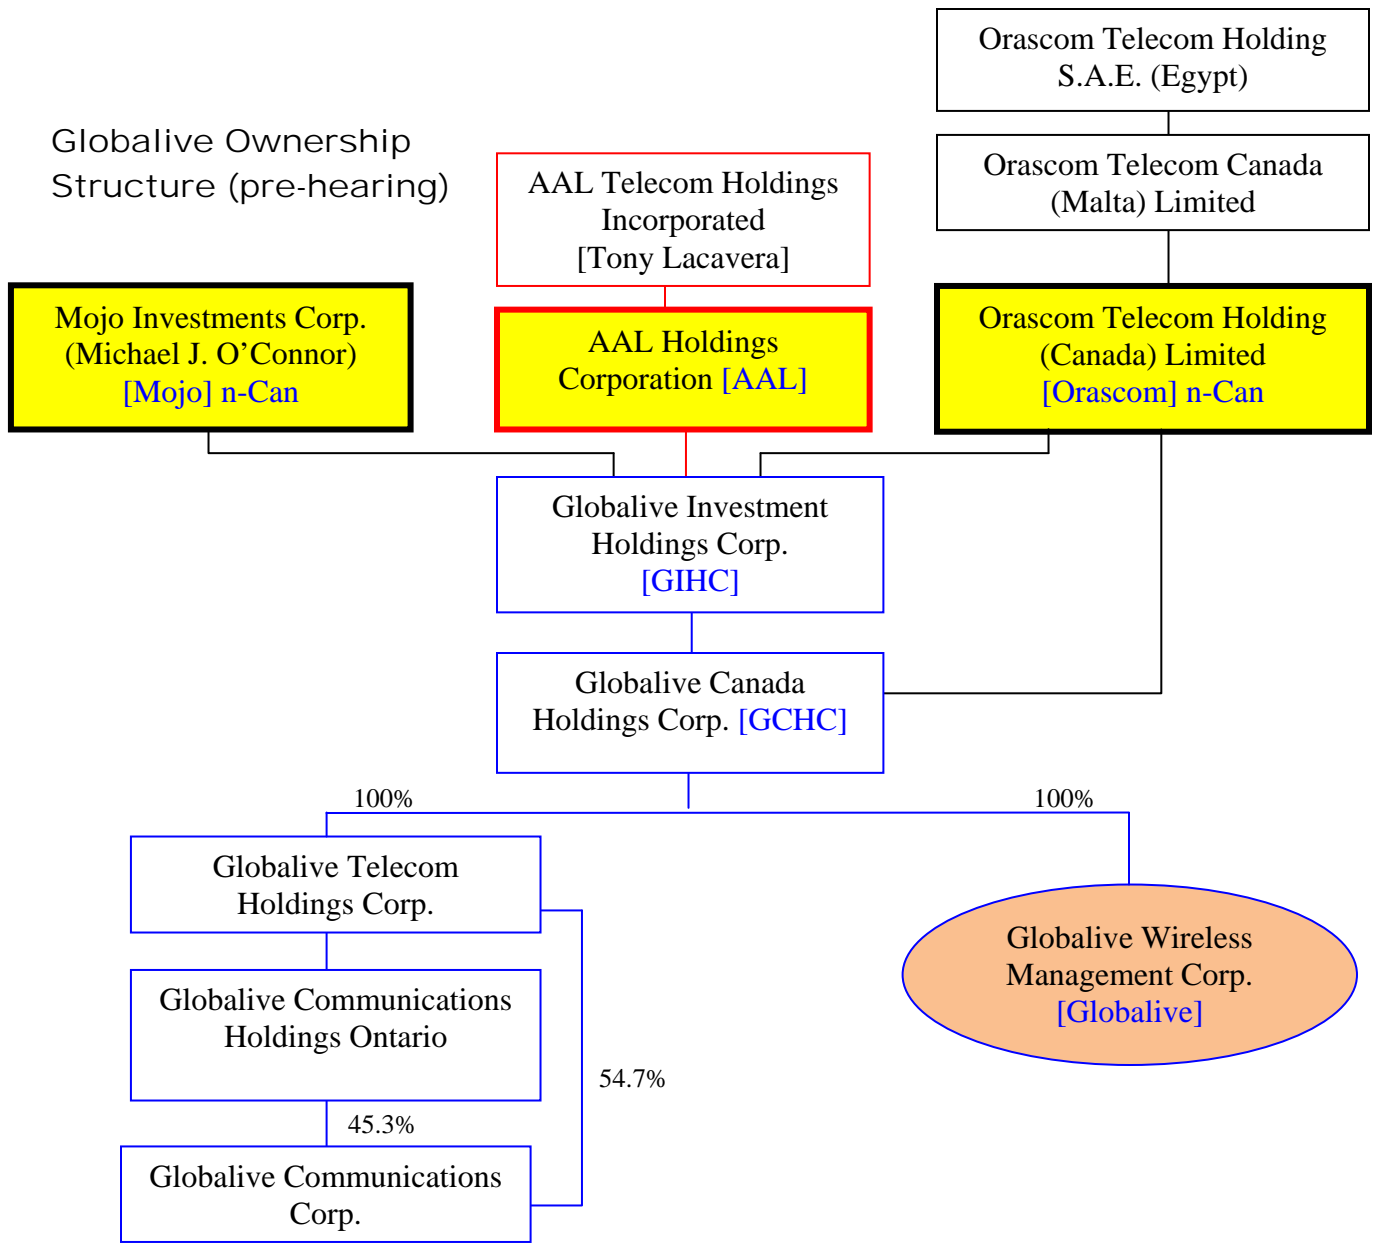 Orascom Telecom Holding
S.A.E. (Egypt)
Globalive Ownership
Structure (pre-hearing)
AAL Telecom Holdings
Incorporated
[Tony Lacavera]
Orascom Telecom Canada
(Malta) Limited
Mojo Investments Corp.
(Michael J. O’Connor)
[Mojo] n-Can
AAL Holdings
Corporation [AAL]
Orascom Telecom Holding
(Canada) Limited
[Orascom] n-Can
Globalive Investment
Holdings Corp.
[GIHC]
Globalive Canada
Holdings Corp. [GCHC]
100%
100%
Globalive Telecom
Holdings Corp.
Globalive Wireless
Management Corp.
[Globalive]
Globalive Communications
Holdings Ontario
54.7%
45.3%
Globalive Communications
Corp.